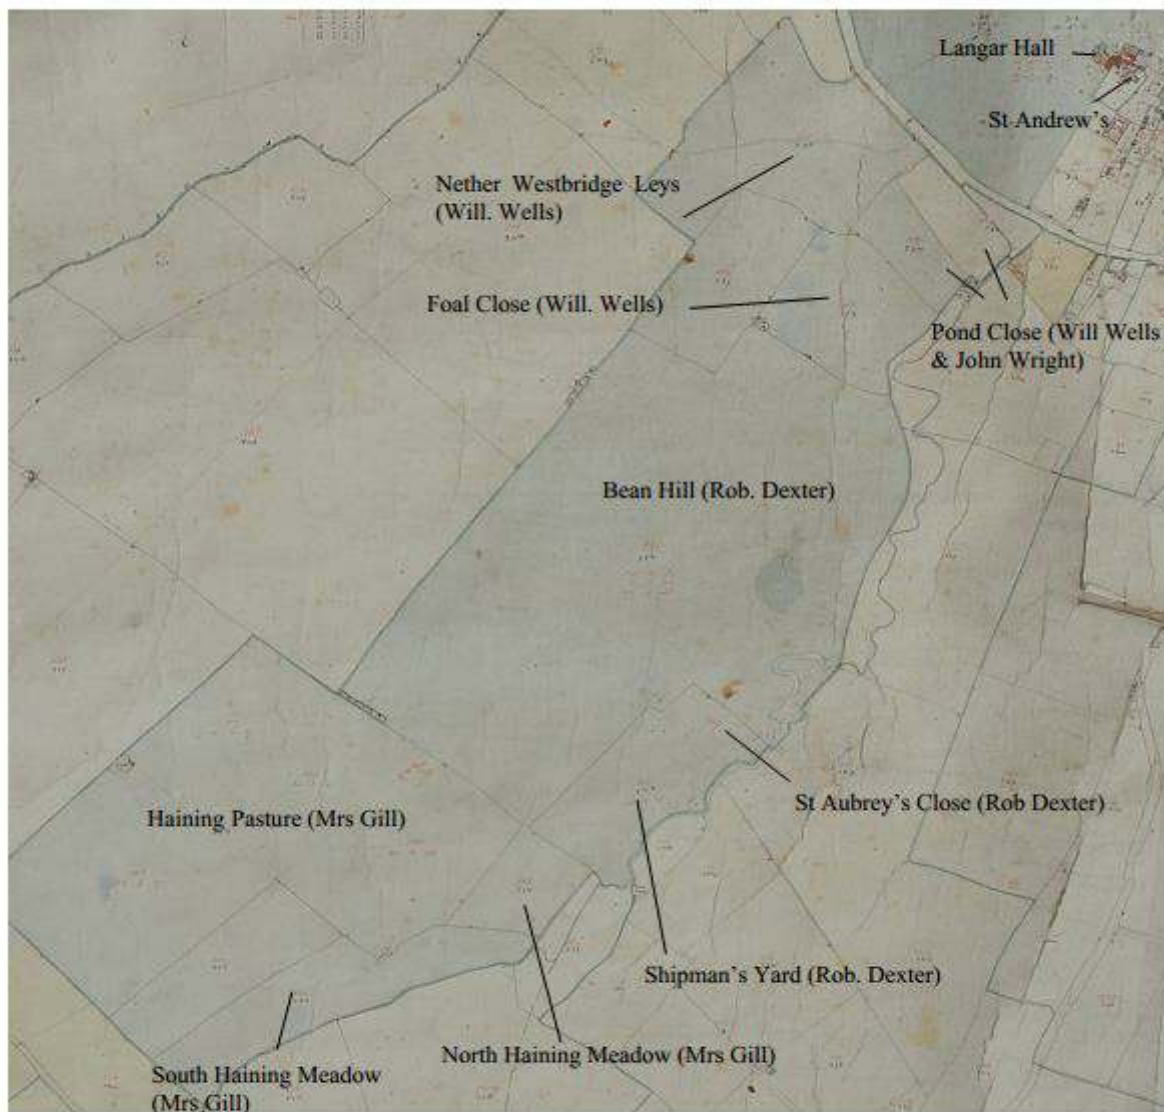 Langar Hall
St Andrew's
Nether Westbridge Leys
(Will. Wells)
Foal Close (Will. Wells)
Pond Close (Will Wells
& John Wright)
Bean Hill (Rob. Dexter)
St Aubrey's Close (Rob Dexter)
Haining Pasture (Mrs Gill)
Shipman's Yard (Rob. Dexter)
North Haining Meadow (Mrs Gill)
South Haining Meadow
(Mrs Gill)